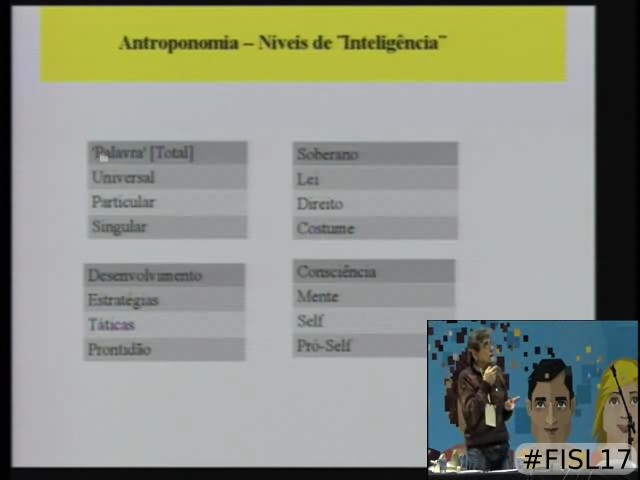 Antroponomia – Níveis de "Inteligência"
'Palavra' [Total]
Universal
Particular
Singular
Soberano
Lei
Direito
Costume
Desenvolvimento
Estratégias
Táticas
Prontidão
Consciência
Mente
Self
Pró-Self
#FISL17